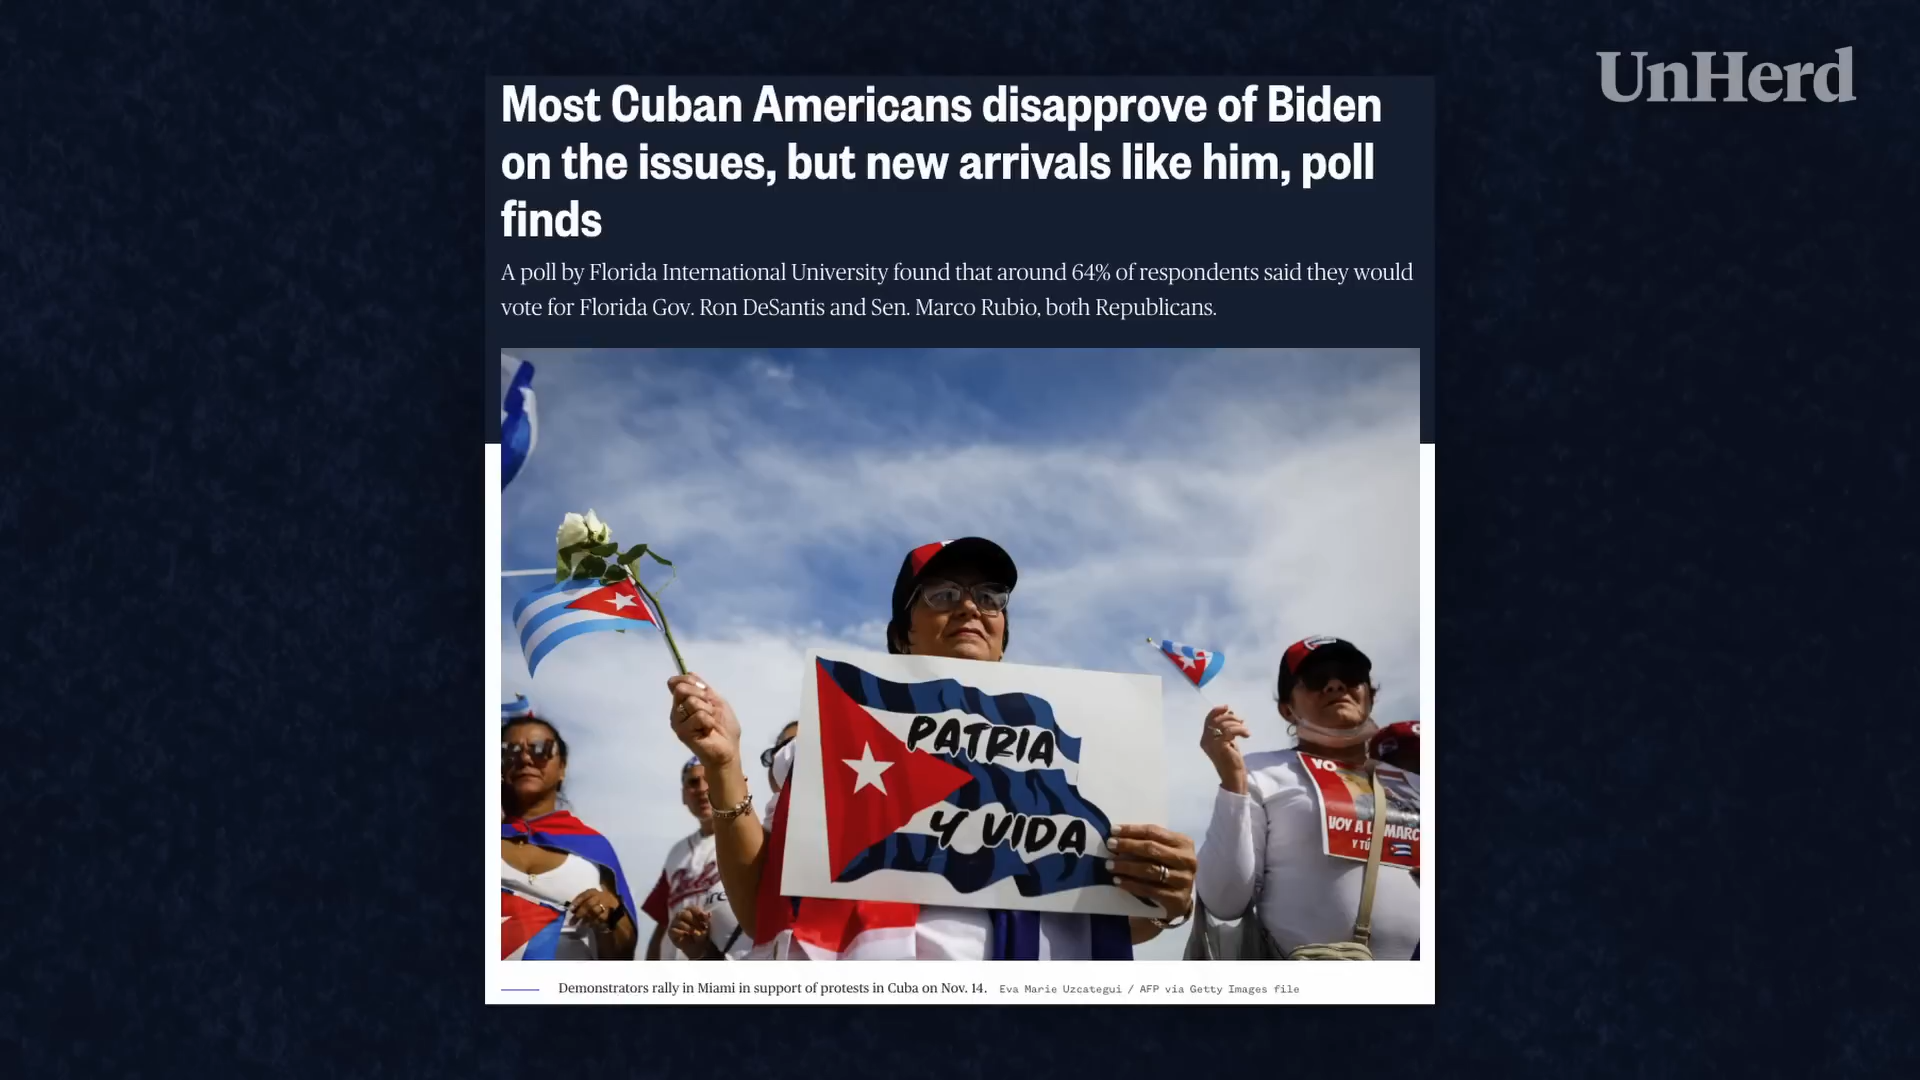 UnHerd
Most Cuban Americans disapprove of Biden
on the issues, but new arrivals like him, poll
finds
A poll by Florida International University found that around 64% of respondents said they would
vote for Florida Gov. Ron DeSantis and Sen. Marco Rubio, both Republicans.
PATRIA
Y VIDA
YO
VOY A L MARC
Y TÚ
Demonstrators rally in Miami in support of protests in Cuba on Nov. 14. Eva Marie Uzcategui / AFP via Getty Images file